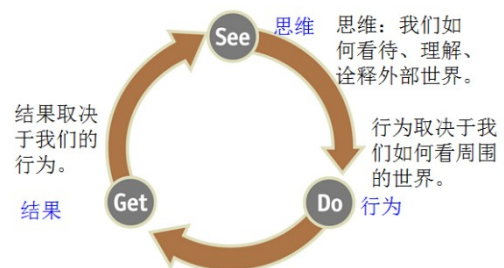 See
思维
思维：我们如
何看待、理解、
诠释外部世界。
结果取决
于我们的
行为。
行为取决于我
们如何看周围
的世界。
Get
结果
Do
行为